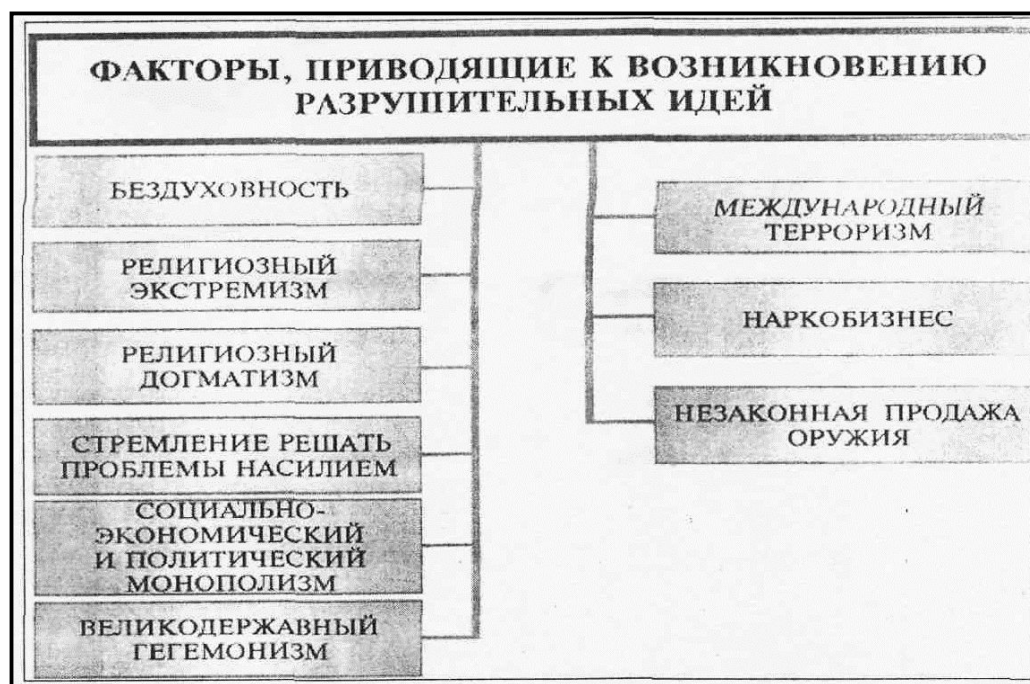 ФАКТОРЫ, ПРИВОДЯЩИЕ К ВОЗНИКНОВЕНИЮ
РАЗРУШИТЕЛЬНЫХ ИДЕЙ
БЕЗДУХОВНОСТЬ
РЕЛИГИОЗНЫЙ
ЭКСТРЕМИЗМ
РЕЛИГИОЗНЫЙ
ДОГМАТИЗМ
СТРЕМЛЕНИЕ РЕШАТЬ
ПРОБЛЕМЫ НАСИЛИЕМ
СОЦИАЛЬНО-
ЭКОНОМИЧЕСКИЙ
И ПОЛИТИЧЕСКИЙ
МОНОПОЛИЗМ
ВЕЛИКОДЕРЖАВНЫЙ
ГЕГЕМОНИЗМ
МЕЖДУНАРОДНЫЙ
ТЕРРОРИЗМ
НАРКОБИЗНЕС
НЕЗАКОННАЯ ПРОДАЖА
ОРУЖИЯ